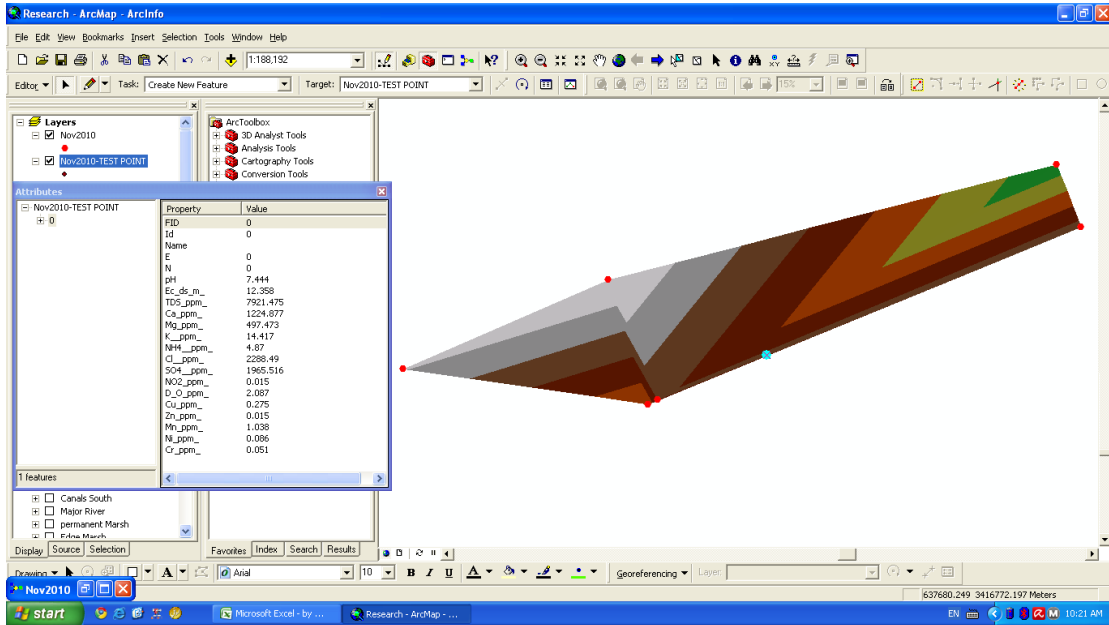 Research - ArcMap - ArcInfo
File Edit View Bookmarks Insert Selection Tools Window Help
1:188,192
Editor Task: Create New Feature Target: Nov2010-TEST POINT 15%
Layers
Nov2010
Nov2010-TEST POINT
ArcToolbox
3D Analyst Tools
Analysis Tools
Cartography Tools
Conversion Tools
Attributes
Nov2010-TEST POINT
0
Property Value
FID 0
Id 0
Name
E 0
N 0
pH 7.444
Ec_ds_m_ 12.358
TDS_ppm_ 7921.475
Ca_ppm_ 1224.877
Mg_ppm_ 497.473
K__ppm_ 14.417
NH4__ppm_ 4.87
Cl__ppm_ 2288.49
SO4__ppm_ 1965.516
NO2_ppm_ 0.015
D_O_ppm_ 2.087
Cu_ppm_ 0.275
Zn_ppm_ 0.015
Mn_ppm_ 1.038
Ni_ppm_ 0.086
Cr_ppm_ 0.051
1 features
Canals South
Major River
permanent Marsh
Edge Marsh
Display Source Selection
Favorites Index Search Results
Drawing A Arial 10 B I U A Georeferencing Layer:
Nov2010
637680.249 3416772.197 Meters
start Microsoft Excel - by ... Research - ArcMap - ... EN 10:21 AM